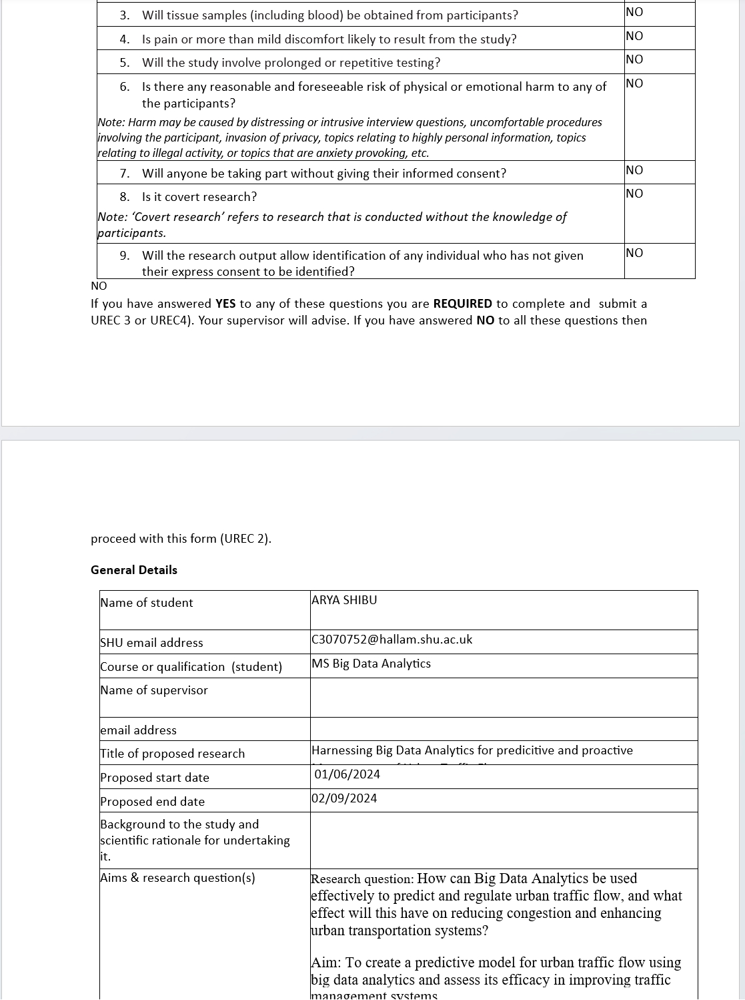 3. Will tissue samples (including blood) be obtained from participants?
NO
4. Is pain or more than mild discomfort likely to result from the study?
NO
5. Will the study involve prolonged or repetitive testing?
NO
6. Is there any reasonable and foreseeable risk of physical or emotional harm to any of
the participants?
NO
Note: Harm may be caused by distressing or intrusive interview questions, uncomfortable procedures
involving the participant, invasion of privacy, topics relating to highly personal information, topics
relating to illegal activity, or topics that are anxiety provoking, etc.
7. Will anyone be taking part without giving their informed consent?
NO
8. Is it covert research?
NO
Note: ‘Covert research’ refers to research that is conducted without the knowledge of
participants.
9. Will the research output allow identification of any individual who has not given
their express consent to be identified?
NO
NO
If you have answered YES to any of these questions you are REQUIRED to complete and submit a
UREC 3 or UREC4). Your supervisor will advise. If you have answered NO to all these questions then
proceed with this form (UREC 2).
General Details
Name of student
ARYA SHIBU
SHU email address
C3070752@hallam.shu.ac.uk
Course or qualification (student)
MS Big Data Analytics
Name of supervisor
email address
Title of proposed research
Harnessing Big Data Analytics for predicitive and proactive
Proposed start date
01/06/2024
Proposed end date
02/09/2024
Background to the study and
scientific rationale for undertaking
it.
Aims & research question(s)
Research question: How can Big Data Analytics be used
effectively to predict and regulate urban traffic flow, and what
effect will this have on reducing congestion and enhancing
urban transportation systems?
Aim: To create a predictive model for urban traffic flow using
big data analytics and assess its efficacy in improving traffic
management systems